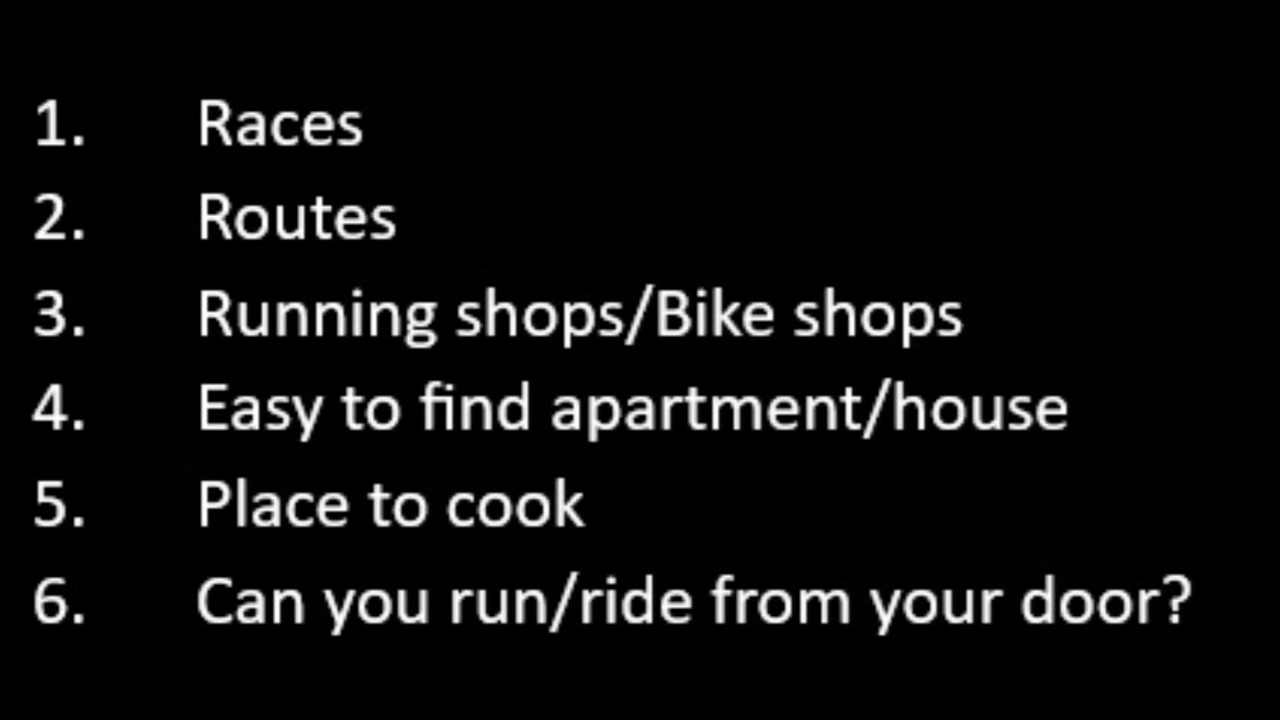 1. Races
2. Routes
3. Running shops/Bike shops
4. Easy to find apartment/house
5. Place to cook
6. Can you run/ride from your door?